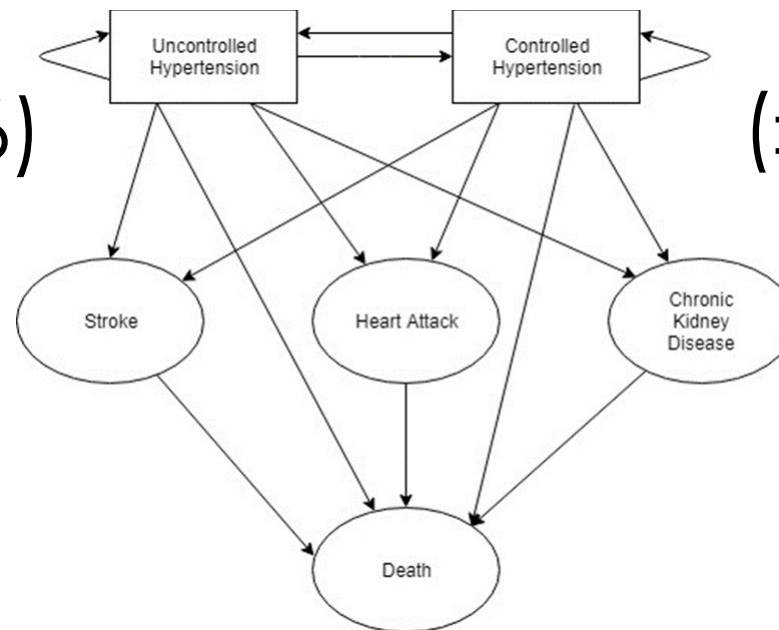 Uncontrolled
Hypertension
Controlled
Hypertension
)
(
Stroke
Heart Attack
Chronic
Kidney
Disease
Death